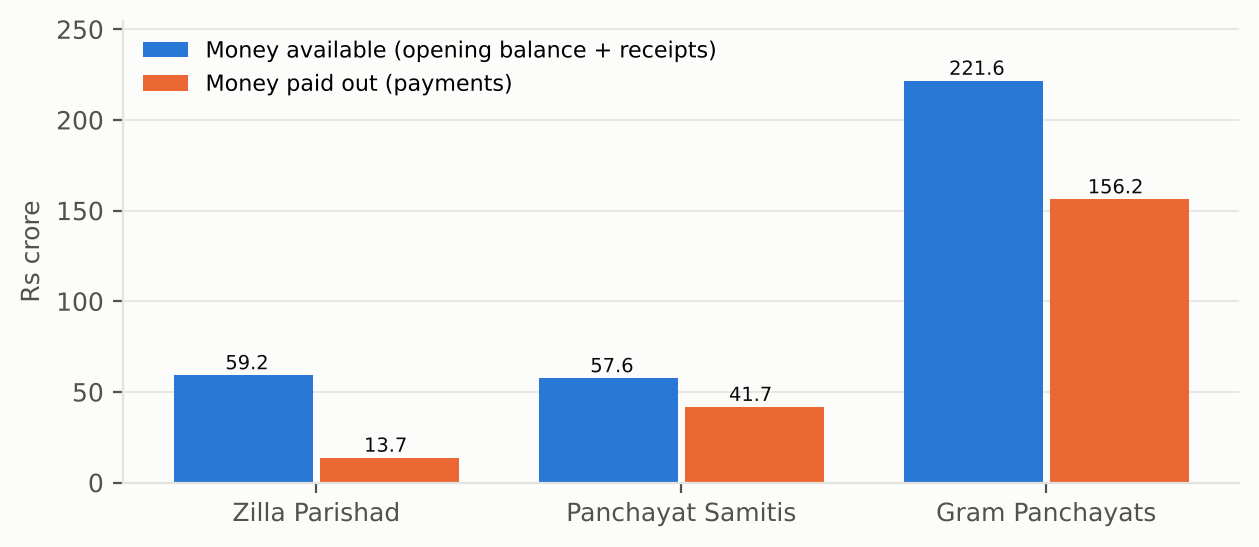 Money available (opening balance + receipts)
Money paid out (payments)
Rs crore
250
200
150
100
50
0
59.2
13.7
57.6
41.7
221.6
156.2
Zilla Parishad
Panchayat Samitis
Gram Panchayats